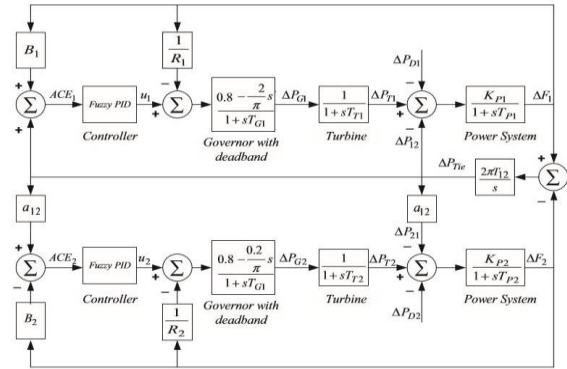 B1
1/R1
ΔPD1
+
+
Σ
ACE1
Fuzzy PID
u1
+
−
Σ
0.8 − 2/π s
1 + sTG1
ΔPG1
1
1 + sTT1
ΔPT1
+
−
−
Σ
KP1
1 + sTP1
ΔF1
Controller
Governor with deadband
Turbine
ΔP12
Power System
ΔPTie
2πT12
s
+
−
Σ
a12
a12
ΔP21
+
−
Σ
ACE2
Fuzzy PID
u2
+
−
Σ
0.8 − 0.2/π s
1 + sTG1
ΔPG2
1
1 + sTT2
ΔPT2
+
−
−
Σ
KP2
1 + sTP2
ΔF2
Controller
Governor with deadband
Turbine
Power System
B2
1/R2
ΔPD2